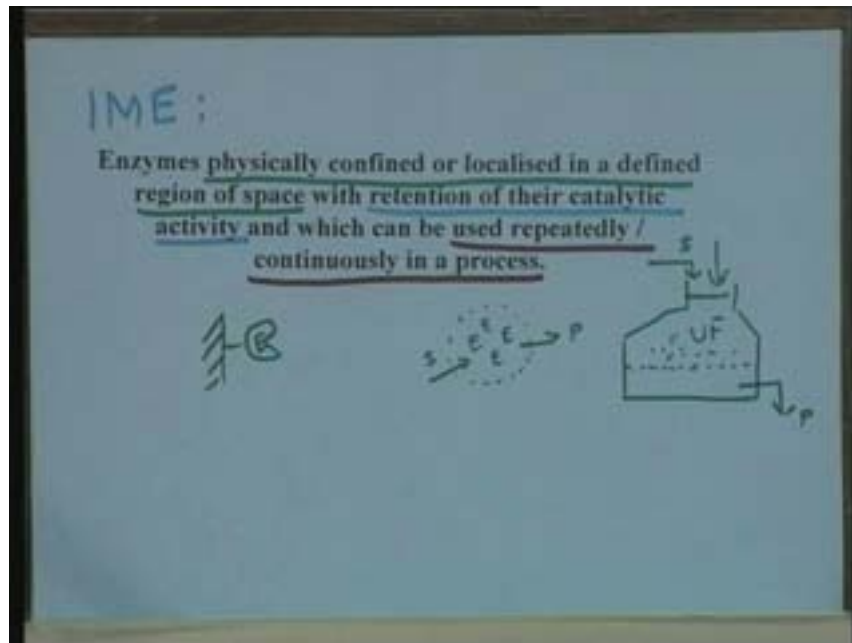 IME:
Enzymes physically confined or localised in a defined
region of space with retention of their catalytic
activity and which can be used repeatedly /
continuously in a process.
S
UF
P
E
E
E E
S
P